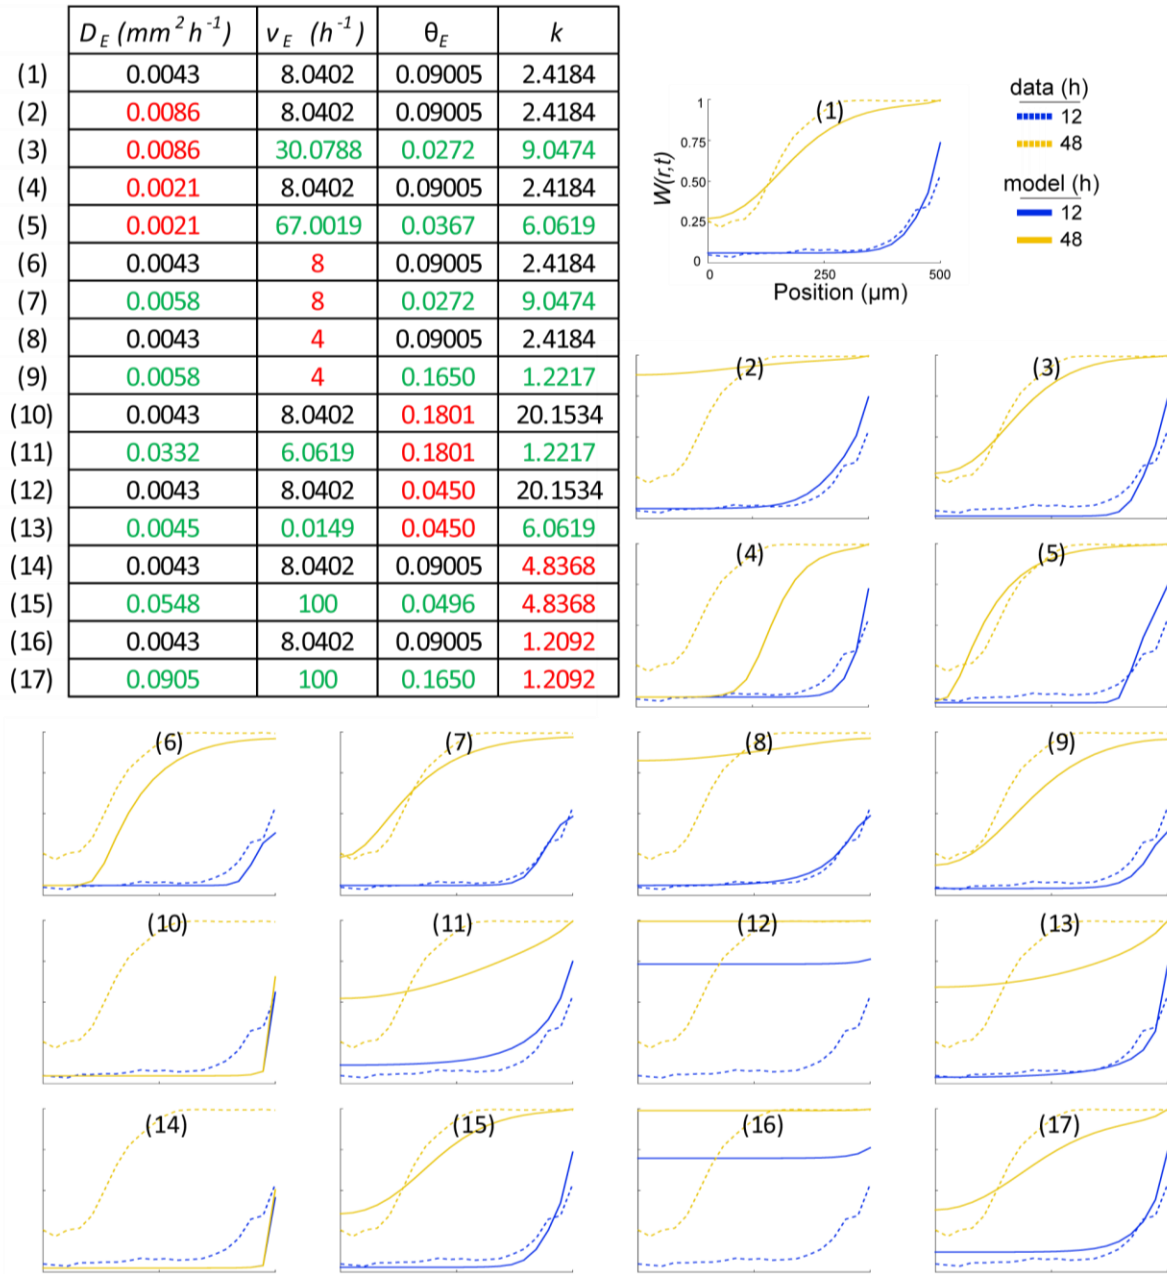 D_E (mm² h⁻¹) v_E (h⁻¹) θ_E k
(1) 0.0043 8.0402 0.09005 2.4184
(2) 0.0086 8.0402 0.09005 2.4184
(3) 0.0086 30.0788 0.0272 9.0474
(4) 0.0021 8.0402 0.09005 2.4184
(5) 0.0021 67.0019 0.0367 6.0619
(6) 0.0043 8 0.09005 2.4184
(7) 0.0058 8 0.0272 9.0474
(8) 0.0043 4 0.09005 2.4184
(9) 0.0058 4 0.1650 1.2217
(10) 0.0043 8.0402 0.1801 20.1534
(11) 0.0332 6.0619 0.1801 1.2217
(12) 0.0043 8.0402 0.0450 20.1534
(13) 0.0045 0.0149 0.0450 6.0619
(14) 0.0043 8.0402 0.09005 4.8368
(15) 0.0548 100 0.0496 4.8368
(16) 0.0043 8.0402 0.09005 1.2092
(17) 0.0905 100 0.1650 1.2092
(1)
1
0.75
0.50
0.25
0
W(r,t)
0 250 500
Position (µm)
data (h)
12
48
model (h)
12
48
(2) (3)
(4) (5)
(6) (7) (8) (9)
(10) (11) (12) (13)
(14) (15) (16) (17)